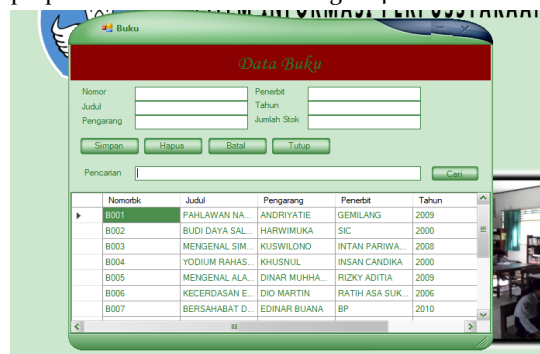 Buku
Data Buku
Nomor Penerbit
Judul Tahun
Pengarang Jumlah Stok
Simpan Hapus Batal Tutup
Pencarian Cari
Nomorbk Judul Pengarang Penerbit Tahun
B001 PAHLAWAN NA... ANDRIYATIE GEMILANG 2009
B002 BUDI DAYA SAL... HARWIMUKA SIC 2000
B003 MENGENAL SIM... KUSWILONO INTAN PARIWA... 2008
B004 YODIUM RAHAS... KHUSNUL INSAN CANDIKA 2000
B005 MENGENAL ALA... DINAR MUHHA... RIZKY ADITIA 2009
B006 KECERDASAN E... DIO MARTIN RATIH ASA SUK... 2006
B007 BERSAHABAT D... EDINAR BUANA BP 2010